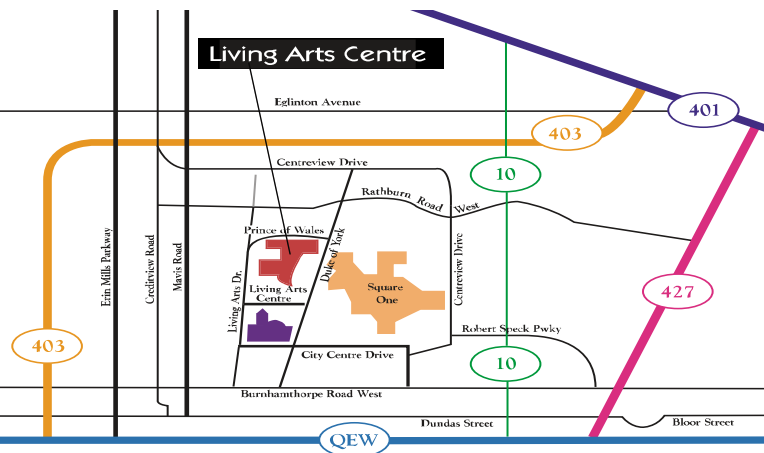 Living Arts Centre
Eglinton Avenue
401
403
Centreview Drive
10
Rathburn Road West
Prince of Wales
Duke of York
Erin Mills Parkway
Creditview Road
Mavis Road
Living Arts Dr.
Centreview Drive
Living Arts
Centre
Square
One
427
Robert Speck Pwky
403
City Centre Drive
10
Burnhamthorpe Road West
Dundas Street
Bloor Street
QEW